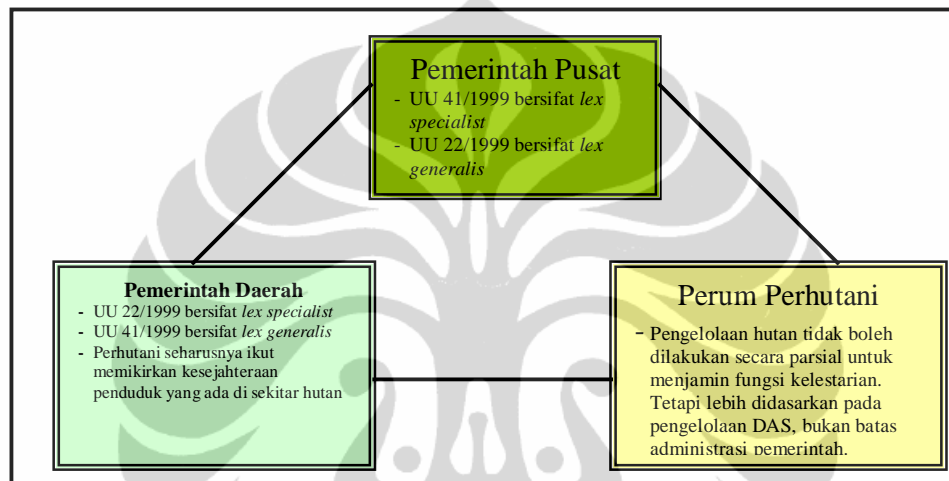 Pemerintah Pusat
- UU 41/1999 bersifat lex
specialist
- UU 22/1999 bersifat lex
generalis
Pemerintah Daerah
- UU 22/1999 bersifat lex specialist
- UU 41/1999 bersifat lex generalis
- Perhutani seharusnya ikut
memikirkan kesejahteraan
penduduk yang ada di sekitar hutan
Perum Perhutani
- Pengelolaan hutan tidak boleh
dilakukan secara parsial untuk
menjamin fungsi kelestarian.
Tetapi lebih didasarkan pada
pengelolaan DAS, bukan batas
administrasi pemerintah.